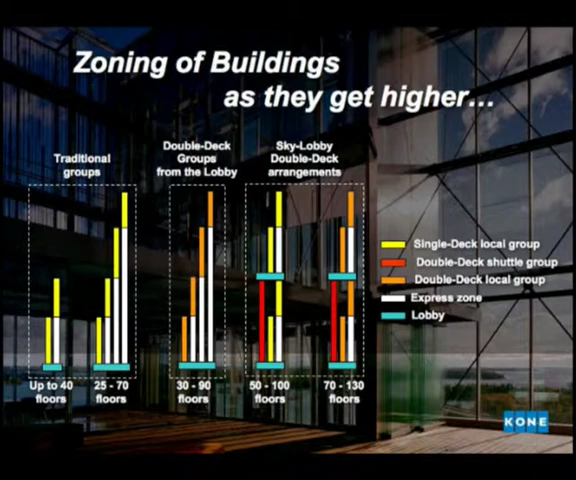 Zoning of Buildings
as they get higher...
Traditional
groups
Double-Deck
Groups
from the Lobby
Sky-Lobby
Double-Deck
arrangements
Single-Deck local group
Double-Deck shuttle group
Double-Deck local group
Express zone
Lobby
Up to 40
floors
25 - 70
floors
30 - 90
floors
50 - 100
floors
70 - 130
floors
KONE